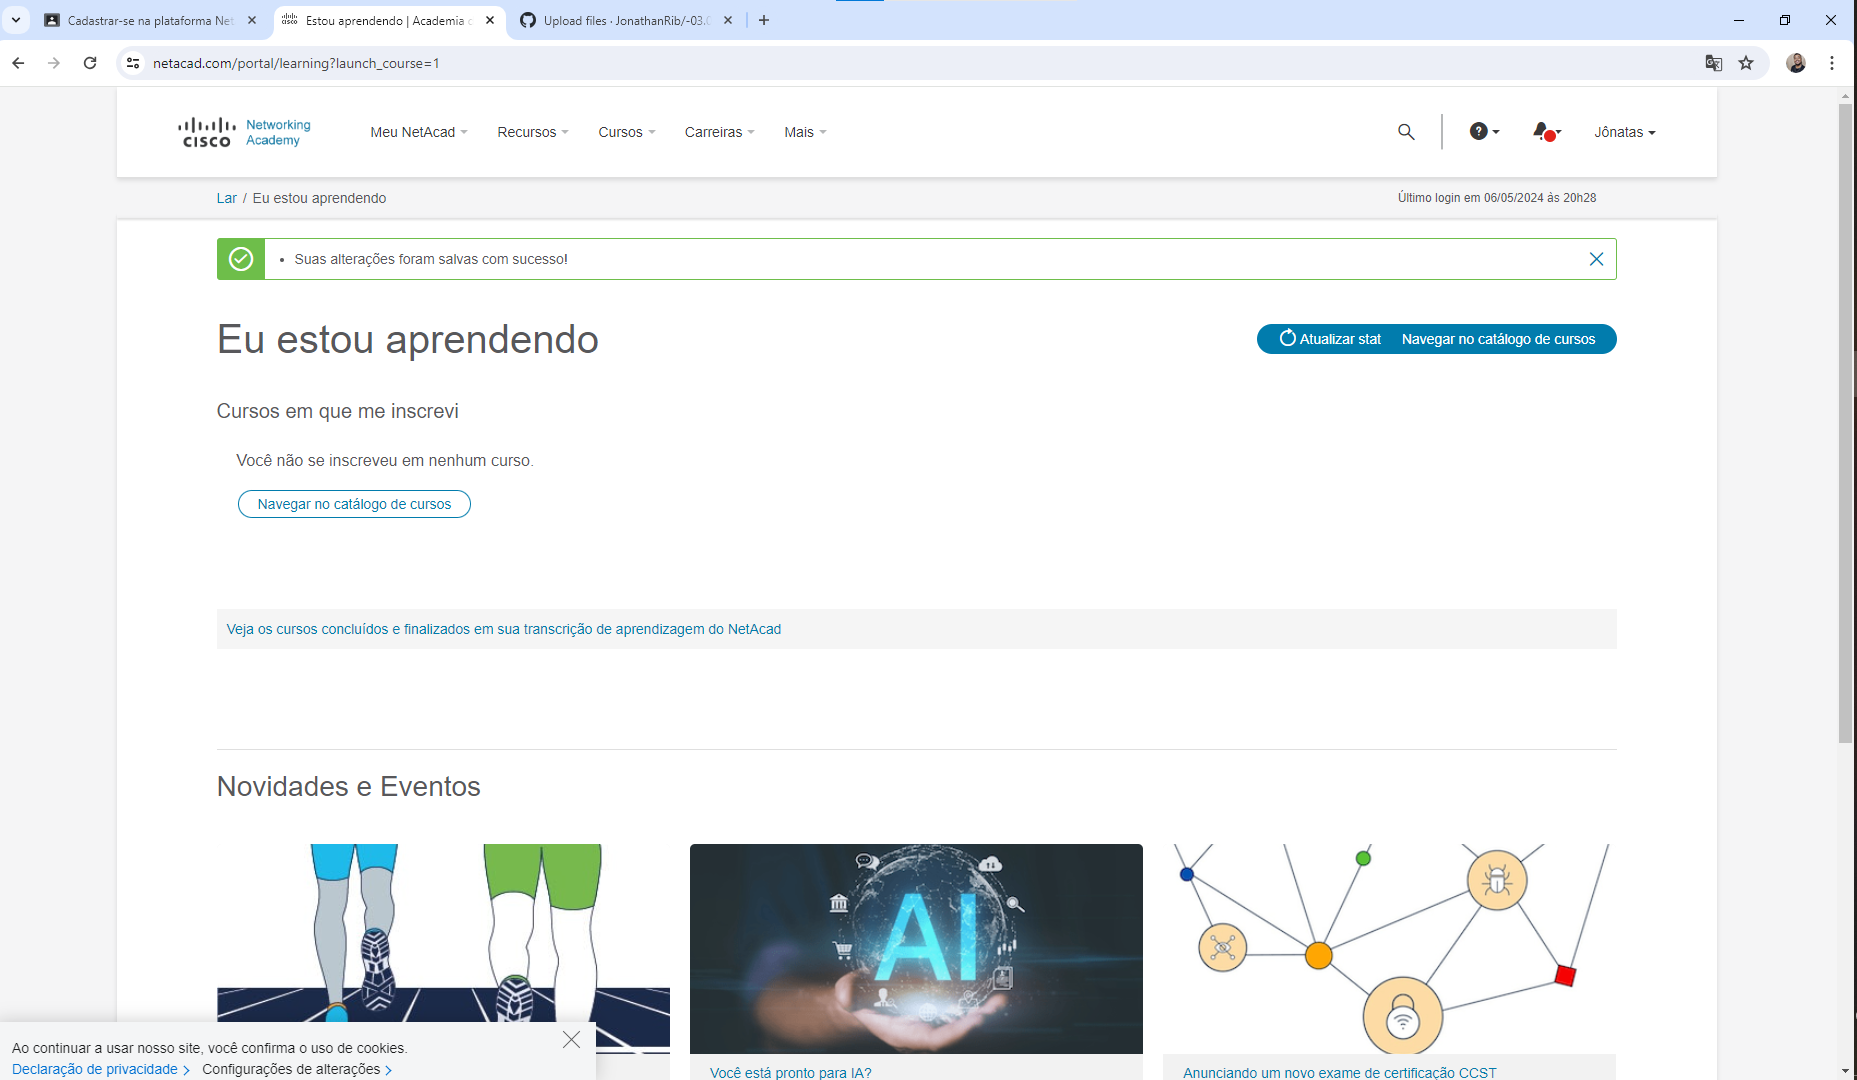 Cadastrar-se na plataforma Net
Estou aprendendo | Academia c
Upload files · JonathanRib/-03.
netacad.com/portal/learning?launch_course=1
CISCO
Networking
Academy
Meu NetAcad
Recursos
Cursos
Carreiras
Mais
?
Jônatas
Lar / Eu estou aprendendo
Último login em 06/05/2024 às 20h28
• Suas alterações foram salvas com sucesso!
Eu estou aprendendo
Atualizar stat
Navegar no catálogo de cursos
Cursos em que me inscrevi
Você não se inscreveu em nenhum curso.
Navegar no catálogo de cursos
Veja os cursos concluídos e finalizados em sua transcrição de aprendizagem do NetAcad
Novidades e Eventos
AI
Ao continuar a usar nosso site, você confirma o uso de cookies.
Declaração de privacidade > Configurações de alterações >
Você está pronto para IA?
Anunciando um novo exame de certificação CCST